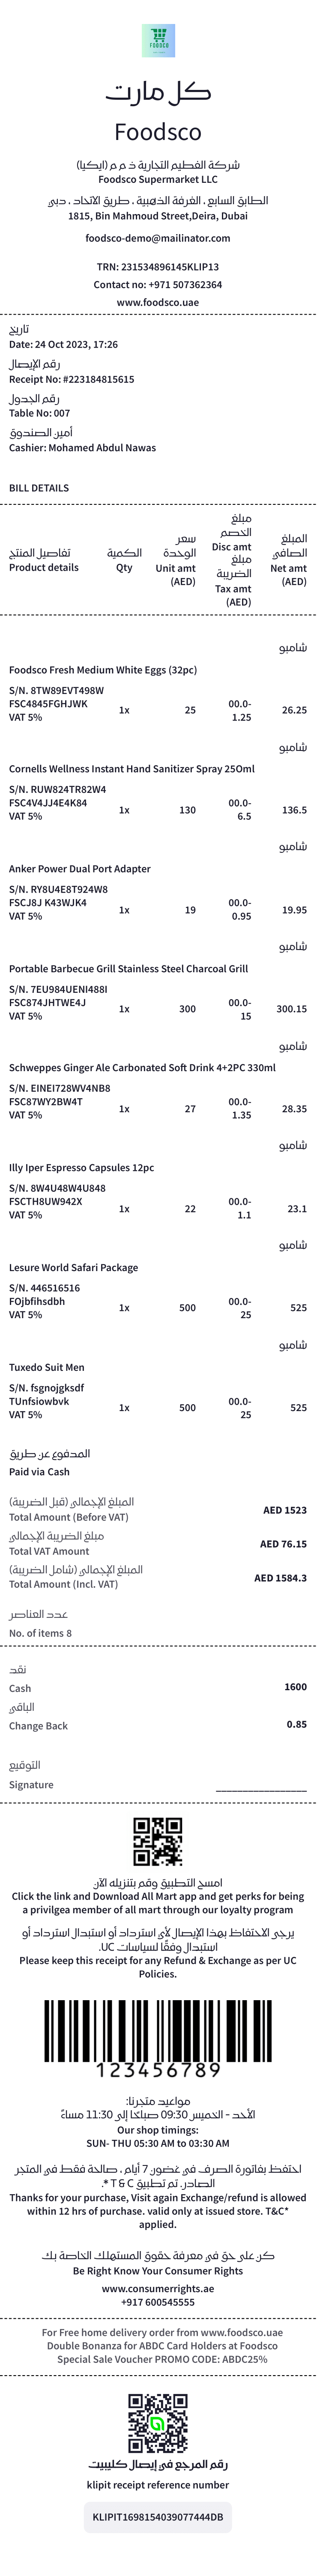 FOODSCO
كل مارت
Foodsco
شركة الفطيم التجارية ذ م م (ايكيا)
Foodsco Supermarket LLC
الطابق السابع ، الغرفة الذهبية ، طريق الاتحاد ، دبي
1815, Bin Mahmoud Street,Deira, Dubai
foodsco-demo@mailinator.com
TRN: 231534896145KLIP13
Contact no: +971 507362364
www.foodsco.uae
تاريخ
Date: 24 Oct 2023, 17:26
رقم الإيصال
Receipt No: #223184815615
رقم الجدول
Table No: 007
أمين الصندوق
Cashier: Mohamed Abdul Nawas
BILL DETAILS
تفاصيل المنتج
Product details
الكمية
Qty
سعر
الوحدة
Unit amt
(AED)
مبلغ
الخصم
Disc amt
مبلغ
الضريبة
Tax amt
(AED)
المبلغ
الصافي
Net amt
(AED)
شامبو
Foodsco Fresh Medium White Eggs (32pc)
S/N. 8TW89EVT498W
FSC4845FGHJWK
VAT 5%
1x
25
00.0-
1.25
26.25
شامبو
Cornells Wellness Instant Hand Sanitizer Spray 25Oml
S/N. RUW824TR82W4
FSC4V4JJ4E4K84
VAT 5%
1x
130
00.0-
6.5
136.5
شامبو
Anker Power Dual Port Adapter
S/N. RY8U4E8T924W8
FSCJ8J K43WJK4
VAT 5%
1x
19
00.0-
0.95
19.95
شامبو
Portable Barbecue Grill Stainless Steel Charcoal Grill
S/N. 7EU984UENI488I
FSC874JHTWE4J
VAT 5%
1x
300
00.0-
15
300.15
شامبو
Schweppes Ginger Ale Carbonated Soft Drink 4+2PC 330ml
S/N. EINEI728WV4NB8
FSC87WY2BW4T
VAT 5%
1x
27
00.0-
1.35
28.35
شامبو
Illy Iper Espresso Capsules 12pc
S/N. 8W4U48W4U848
FSCTH8UW942X
VAT 5%
1x
22
00.0-
1.1
23.1
شامبو
Lesure World Safari Package
S/N. 446516516
FOjbfihsdbh
VAT 5%
1x
500
00.0-
25
525
شامبو
Tuxedo Suit Men
S/N. fsgnojgksdf
TUnfsiowbvk
VAT 5%
1x
500
00.0-
25
525
المدفوع عن طريق
Paid via Cash
المبلغ الإجمالي (قبل الضريبة)
Total Amount (Before VAT)
AED 1523
مبلغ الضريبة الإجمالي
Total VAT Amount
AED 76.15
المبلغ الإجمالي (شامل الضريبة)
Total Amount (Incl. VAT)
AED 1584.3
عدد العناصر
No. of items 8
نقد
Cash
1600
الباقي
Change Back
0.85
التوقيع
Signature
امسح التطبيق وقم بتنزيله الآن
Click the link and Download All Mart app and get perks for being
a privilgea member of all mart through our loyalty program
يرجى الاحتفاظ بهذا الإيصال لأي استرداد أو استبدال استرداد أو
استبدال وفقًا لسياسات UC.
Please keep this receipt for any Refund & Exchange as per UC
Policies.
123456789
مواعيد متجرنا:
الأحد - الخميس 09:30 صباحًا إلى 11:30 مساءً
Our shop timings:
SUN- THU 05:30 AM to 03:30 AM
احتفظ بفاتورة الصرف في غضون 7 أيام ، صالحة فقط في المتجر
الصادر. تم تطبيق T & C *.
Thanks for your purchase, Visit again Exchange/refund is allowed
within 12 hrs of purchase. valid only at issued store. T&C*
applied.
كن على حق في معرفة حقوق المستهلك الخاصة بك
Be Right Know Your Consumer Rights
www.consumerrights.ae
+917 600545555
For Free home delivery order from www.foodsco.uae
Double Bonanza for ABDC Card Holders at Foodsco
Special Sale Voucher PROMO CODE: ABDC25%
رقم المرجع في إيصال كليبيت
klipit receipt reference number
KLIPIT1698154039077444DB